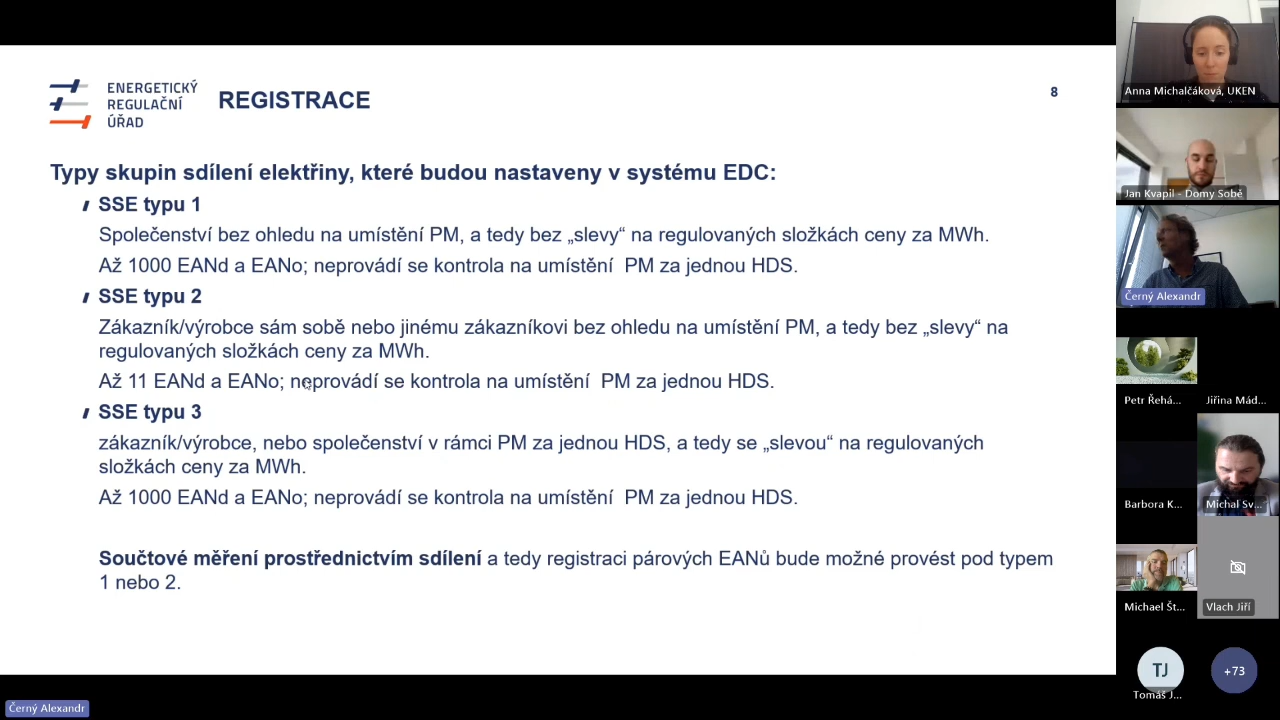 ENERGETICKÝ
REGULAČNÍ
ÚŘAD
REGISTRACE
8
Typy skupin sdílení elektřiny, které budou nastaveny v systému EDC:
SSE typu 1
Společenství bez ohledu na umístění PM, a tedy bez „slevy“ na regulovaných složkách ceny za MWh.
Až 1000 EANd a EANo; neprovádí se kontrola na umístění  PM za jednou HDS.
SSE typu 2
Zákazník/výrobce sám sobě nebo jinému zákazníkovi bez ohledu na umístění PM, a tedy bez „slevy“ na
regulovaných složkách ceny za MWh.
Až 11 EANd a EANo; neprovádí se kontrola na umístění  PM za jednou HDS.
SSE typu 3
zákazník/výrobce, nebo společenství v rámci PM za jednou HDS, a tedy se „slevou“ na regulovaných
složkách ceny za MWh.
Až 1000 EANd a EANo; neprovádí se kontrola na umístění  PM za jednou HDS.
Součtové měření prostřednictvím sdílení a tedy registraci párových EANů bude možné provést pod typem
1 nebo 2.
Černý Alexandr
Anna Michalčáková, UKEN
Jan Kvapil - Domy Sobě
Černý Alexandr
Petr Řehá...
Jiřina Mád...
Barbora K...
Michal Sv...
Michael Št...
Vlach Jiří
TJ
Tomáš J...
+73